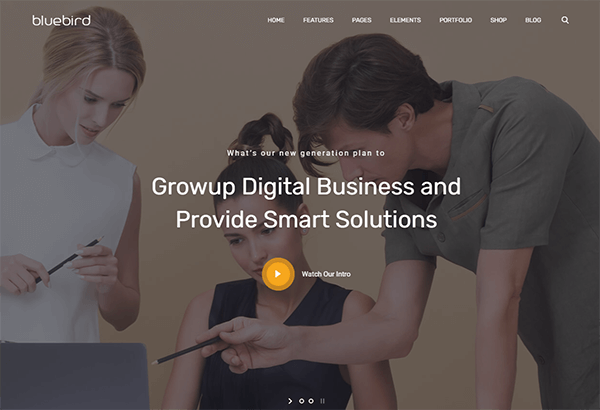 bluebird
HOME FEATURES PAGES ELEMENTS PORTFOLIO SHOP BLOG
What's our new generation plan to
Growup Digital Business and
Provide Smart Solutions
Watch Our Intro